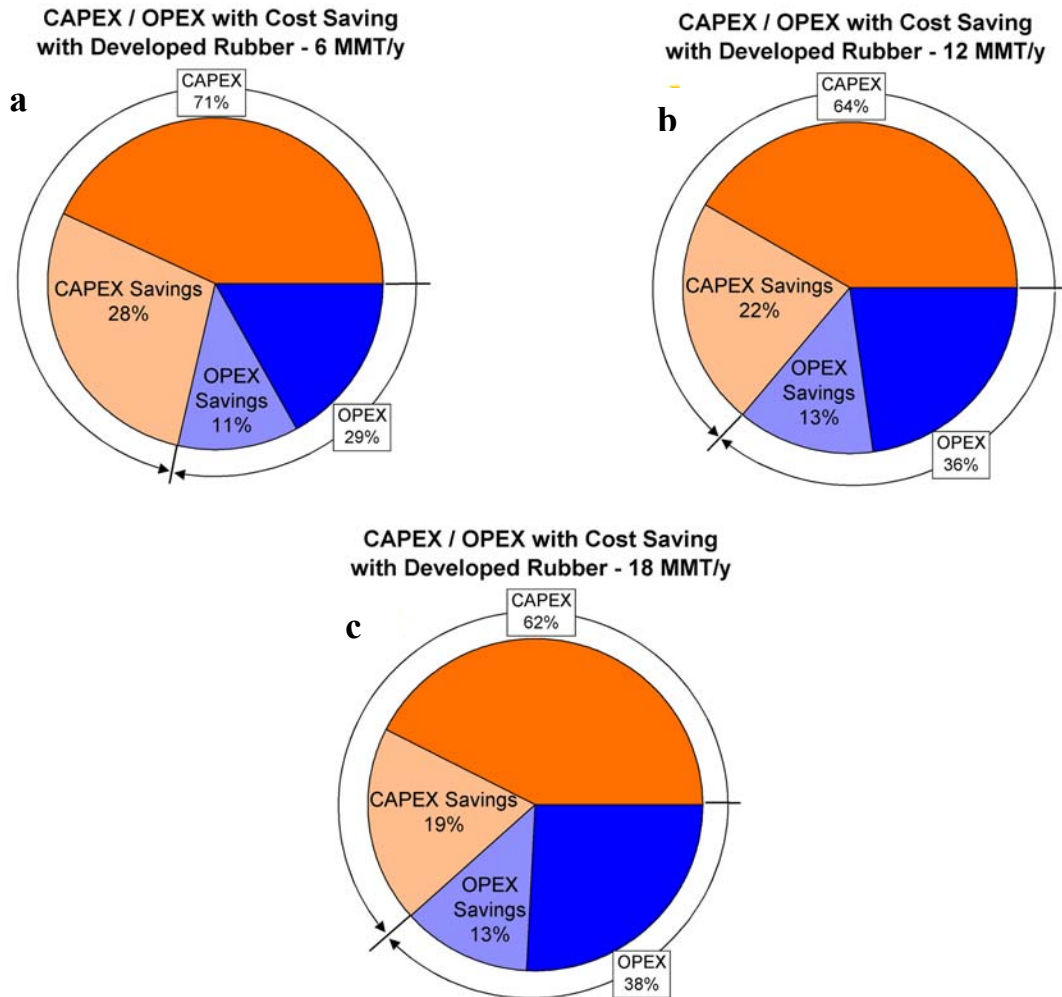 CAPEX / OPEX with Cost Saving
with Developed Rubber - 6 MMT/y
a
CAPEX
71%
CAPEX Savings
28%
OPEX
Savings
11%
OPEX
29%
CAPEX / OPEX with Cost Saving
with Developed Rubber - 12 MMT/y
b
CAPEX
64%
CAPEX Savings
22%
OPEX
Savings
13%
OPEX
36%
CAPEX / OPEX with Cost Saving
with Developed Rubber - 18 MMT/y
c
CAPEX
62%
CAPEX Savings
19%
OPEX
Savings
13%
OPEX
38%